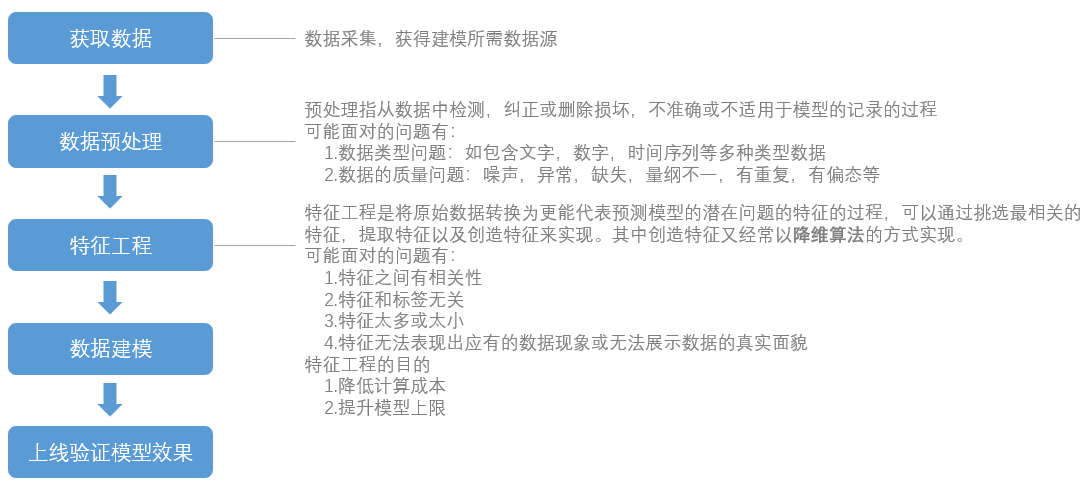 获取数据
数据采集，获得建模所需数据源
预处理指从数据中检测，纠正或删除损坏，不准确或不适用于模型的记录的过程
可能面对的问题有：
数据预处理
1.数据类型问题：如包含文字，数字，时间序列等多种类型数据
2.数据的质量问题：噪声，异常，缺失，量纲不一，有重复，有偏态等
特征工程是将原始数据转换为更能代表预测模型的潜在问题的特征的过程，可以通过挑选最相关的
特征，提取特征以及创造特征来实现。其中创造特征又经常以降维算法的方式实现。
特征工程
可能面对的问题有：
1.特征之间有相关性
2.特征和标签无关
3.特征太多或太小
4.特征无法表现出应有的数据现象或无法展示数据的真实面貌
数据建模
特征工程的目的
1.降低计算成本
2.提升模型上限
上线验证模型效果